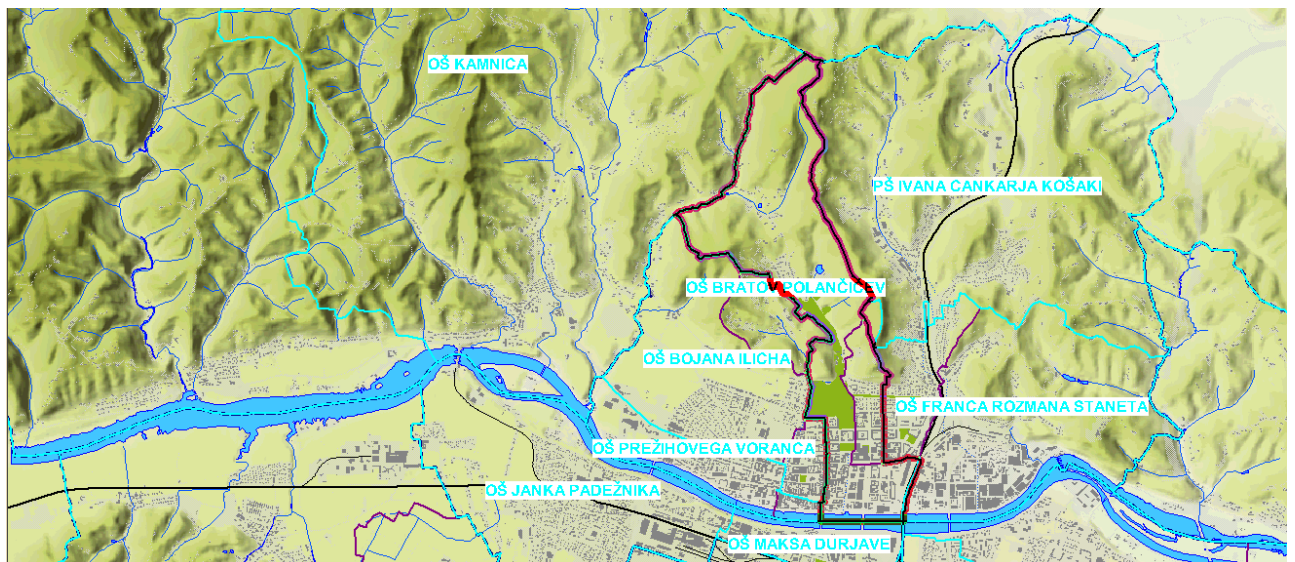 OŠ KAMNICA
PŠ IVANA CANKARJA KOŠAKI
OŠ BRATOV POLANČIČEV
OŠ BOJANA ILICHA
OŠ FRANCA ROZMANA STANETA
OŠ PREŽIHOVEGA VORANCA
OŠ JANKA PADEŽNIKA
OŠ MAKSA DURJAVE